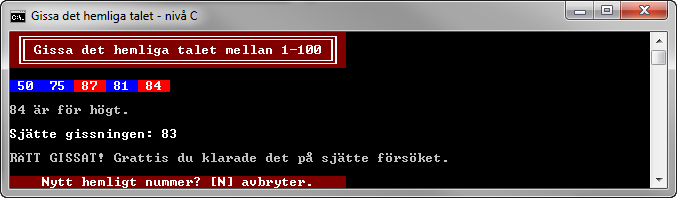 Gissa det hemliga talet - nivå C
Gissa det hemliga talet mellan 1-100
50 75 87 81 84
84 är för högt.
Sjätte gissningen: 83
RÄTT GISSAT! Grattis du klarade det på sjätte försöket.
Nytt hemligt nummer? [N] avbryter.